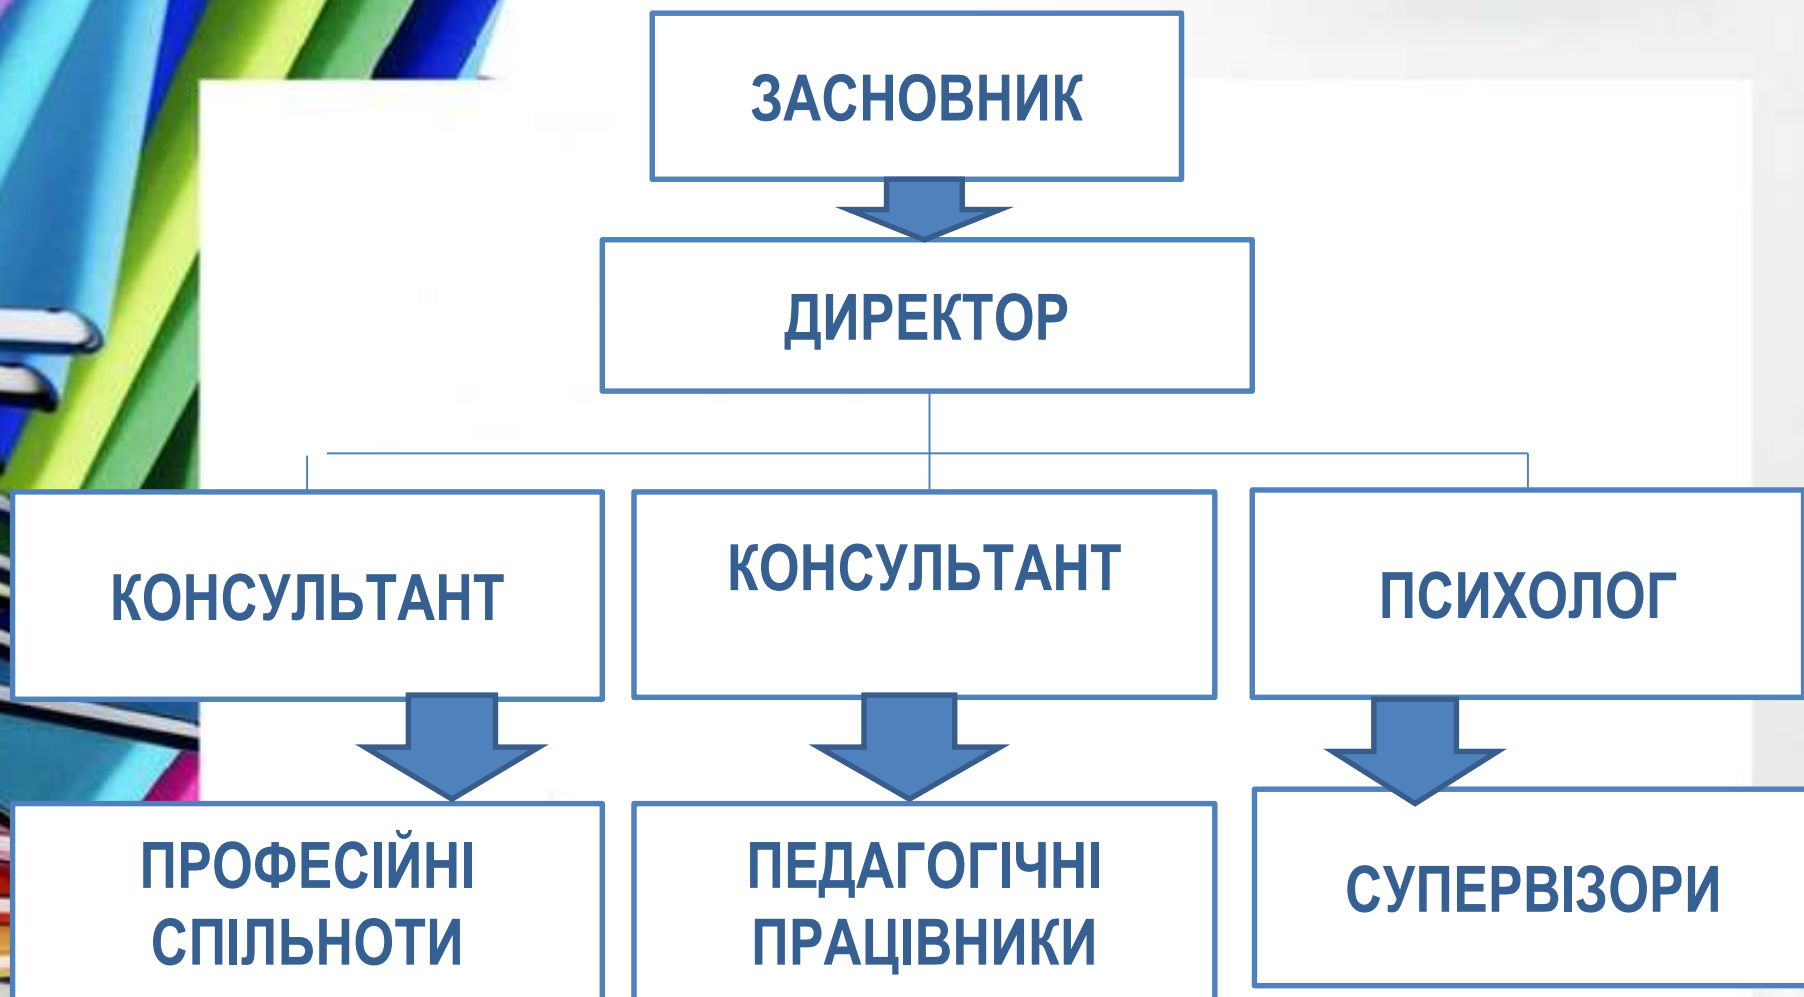 ЗАСНОВНИК
ДИРЕКТОР
КОНСУЛЬТАНТ
КОНСУЛЬТАНТ
ПСИХОЛОГ
ПРОФЕСІЙНІ
СПІЛЬНОТИ
ПЕДАГОГІЧНІ
ПРАЦІВНИКИ
СУПЕРВІЗОРИ